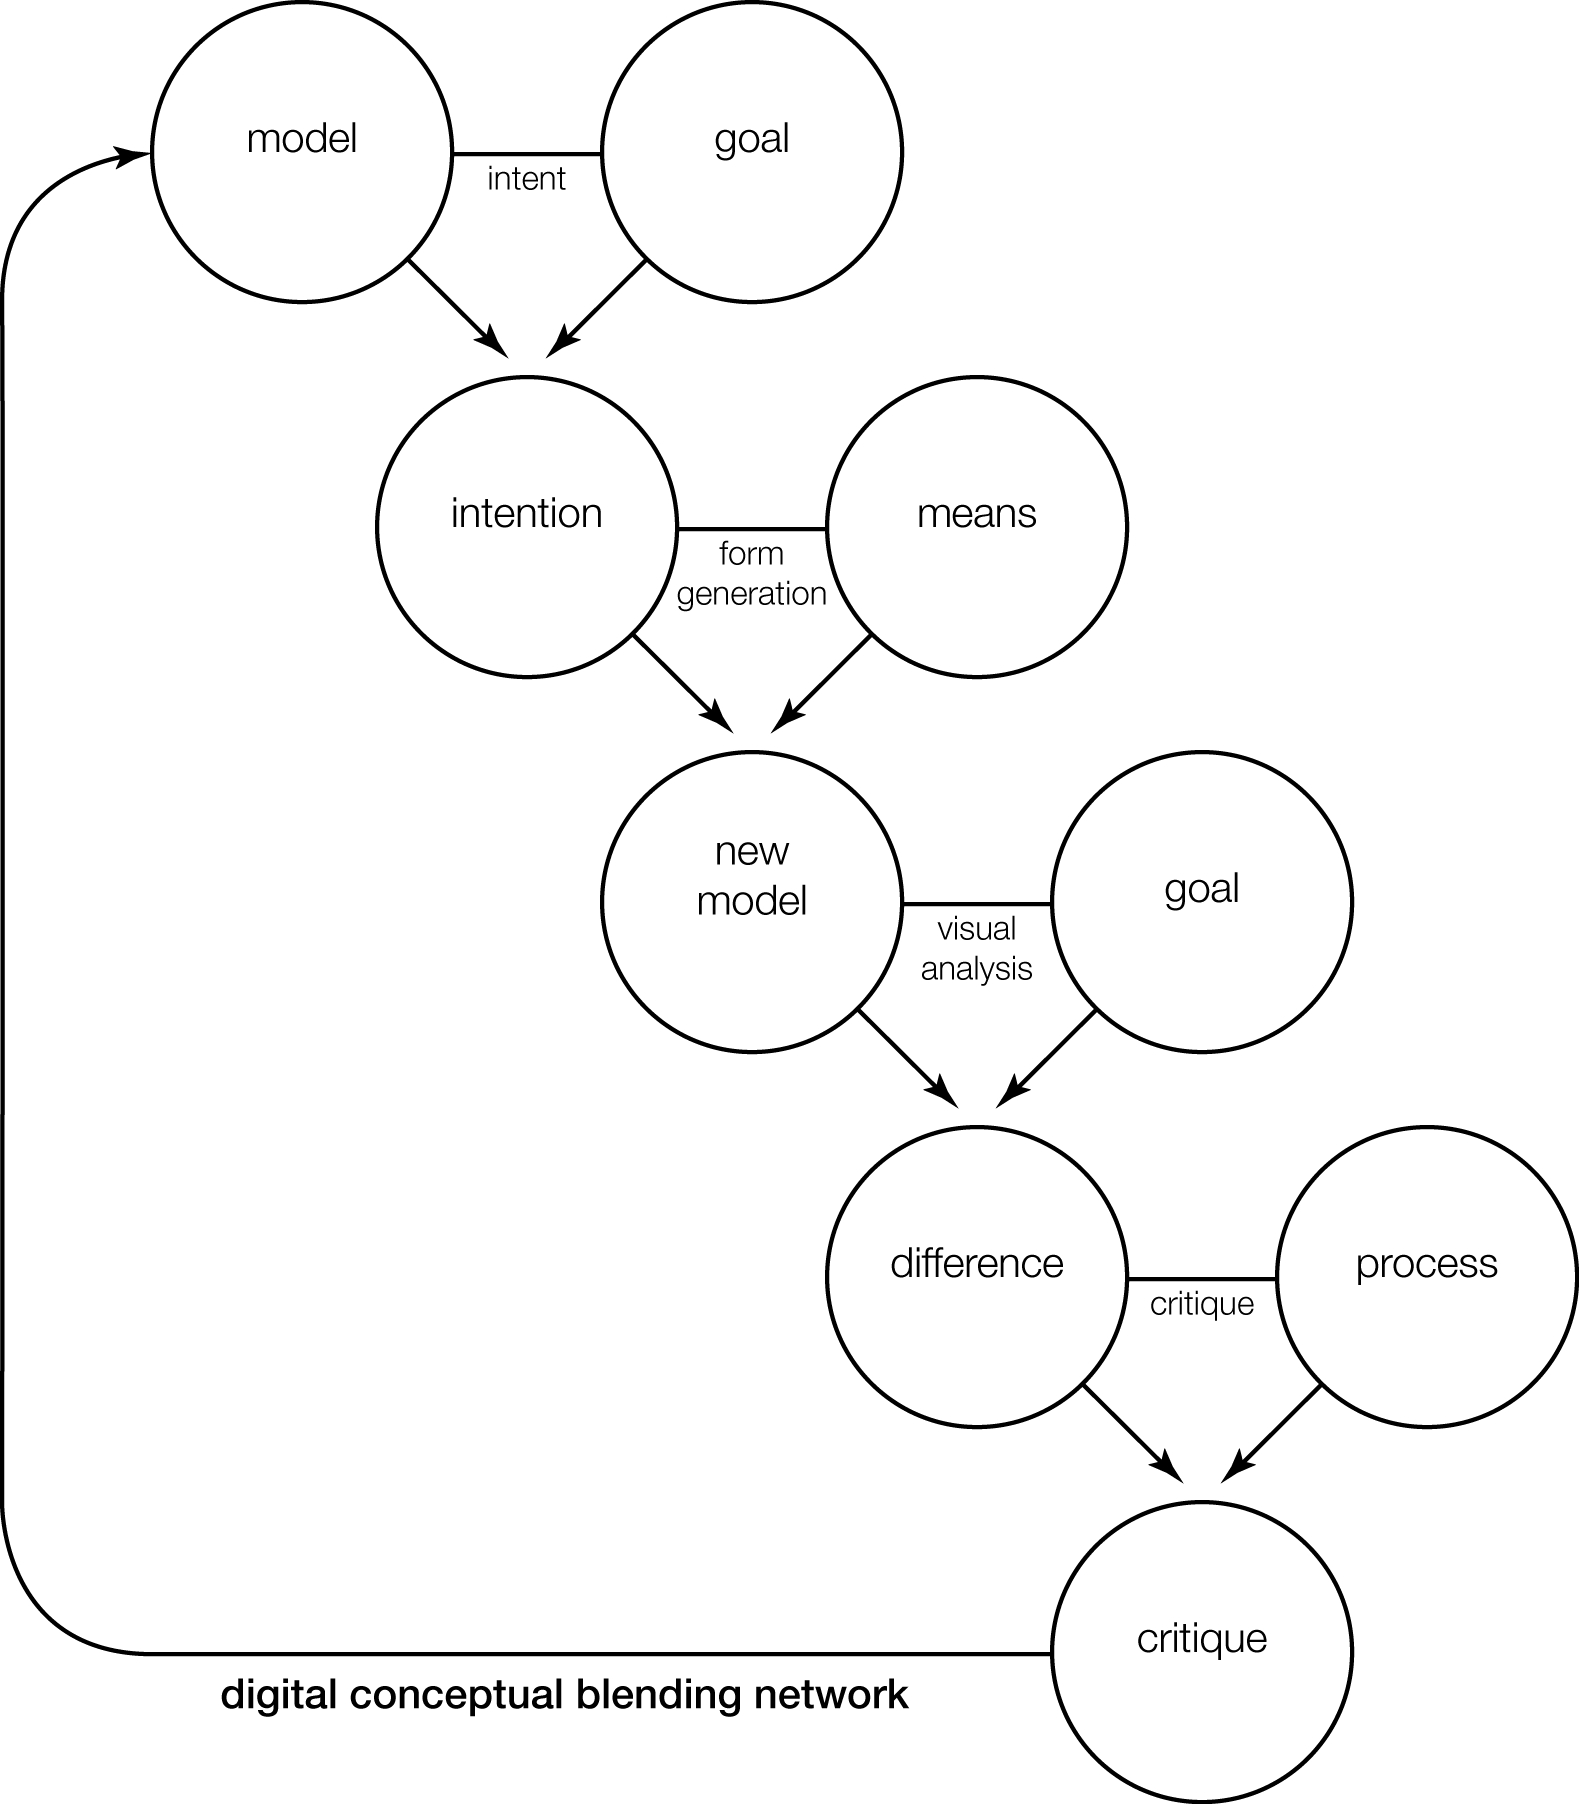 model
goal
intent
intention
means
form
generation
new
model
goal
visual
analysis
difference
process
critique
critique
digital conceptual blending network